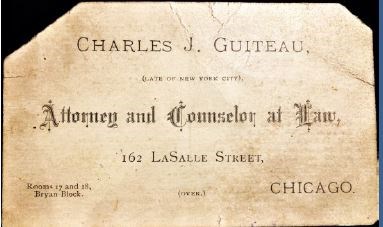 CHARLES J. GUITEAU,
(LATE OF NEW YORK CITY),
Attorney and Counselor at Law,
162 LASALLE STREET,
Rooms 17 and 18,
Bryan Block.
(OVER.)
CHICAGO.